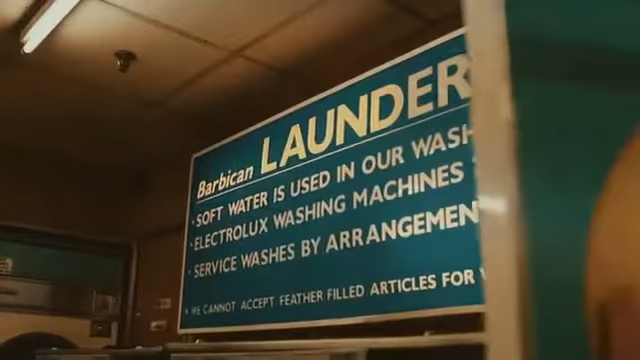 Barbican LAUNDER
• SOFT WATER IS USED IN OUR WASH
• ELECTROLUX WASHING MACHINES
• SERVICE WASHES BY ARRANGEMEN
• WE CANNOT ACCEPT FEATHER FILLED ARTICLES FOR